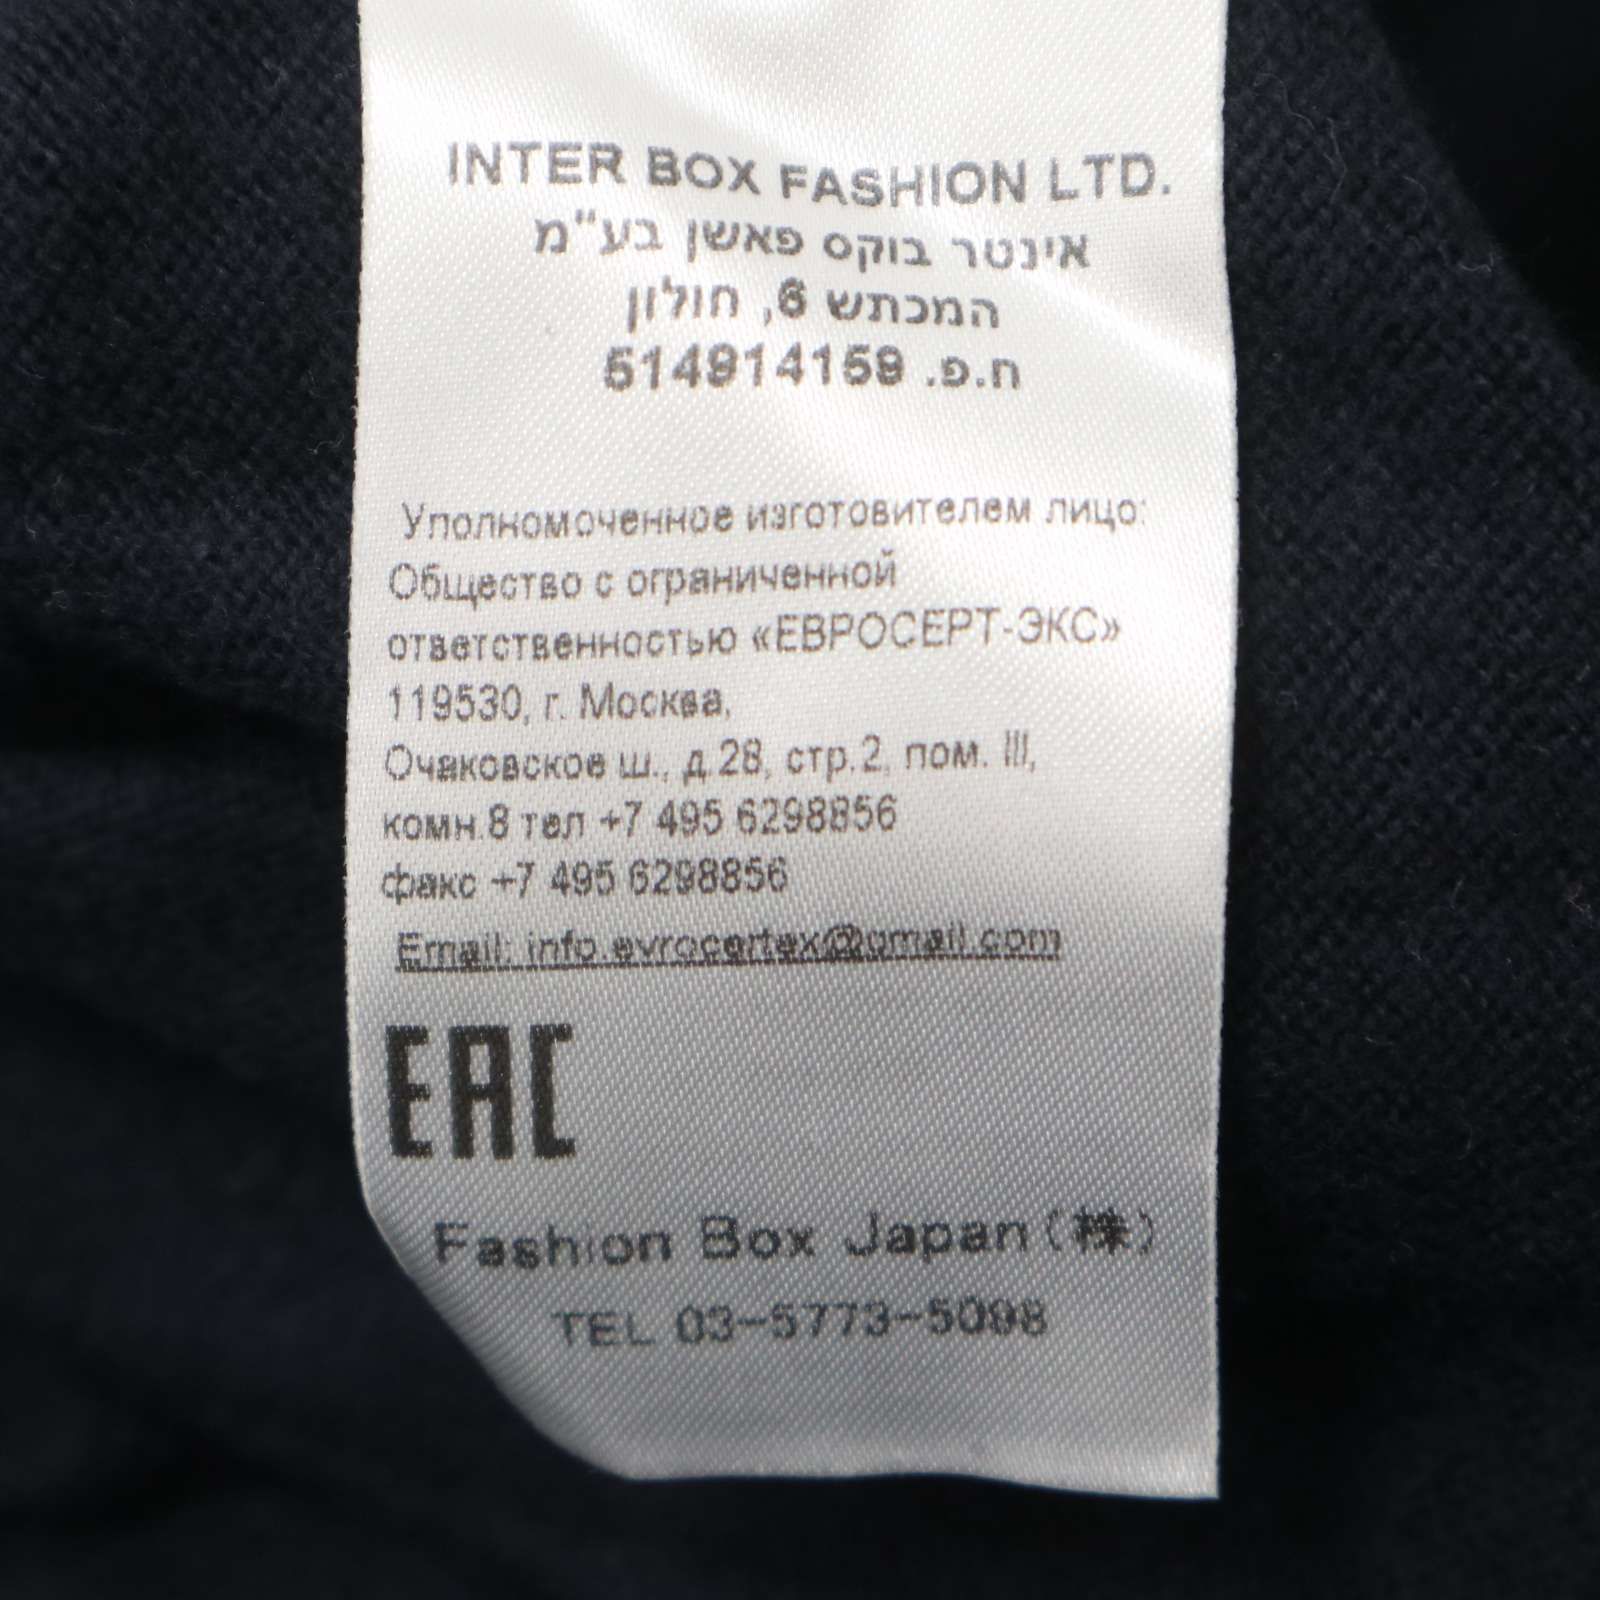 INTER BOX FASHION LTD.
אינטר בוקס פאשן בע"מ
המכתש 6, חולון
ח.פ. 514914159
Уполномоченное изготовителем лицо:
Общество с ограниченной
ответственностью «ЕВРОСЕРТ-ЭКС»
119530, г. Москва,
Очаковское ш., д.28, стр.2, пом. III,
комн.8 тел +7 495 6298856
факс +7 495 6298856
Email: info.evrocertex@gmail.com
EAC
Fashion Box Japan(株)
TEL 03-5773-5098